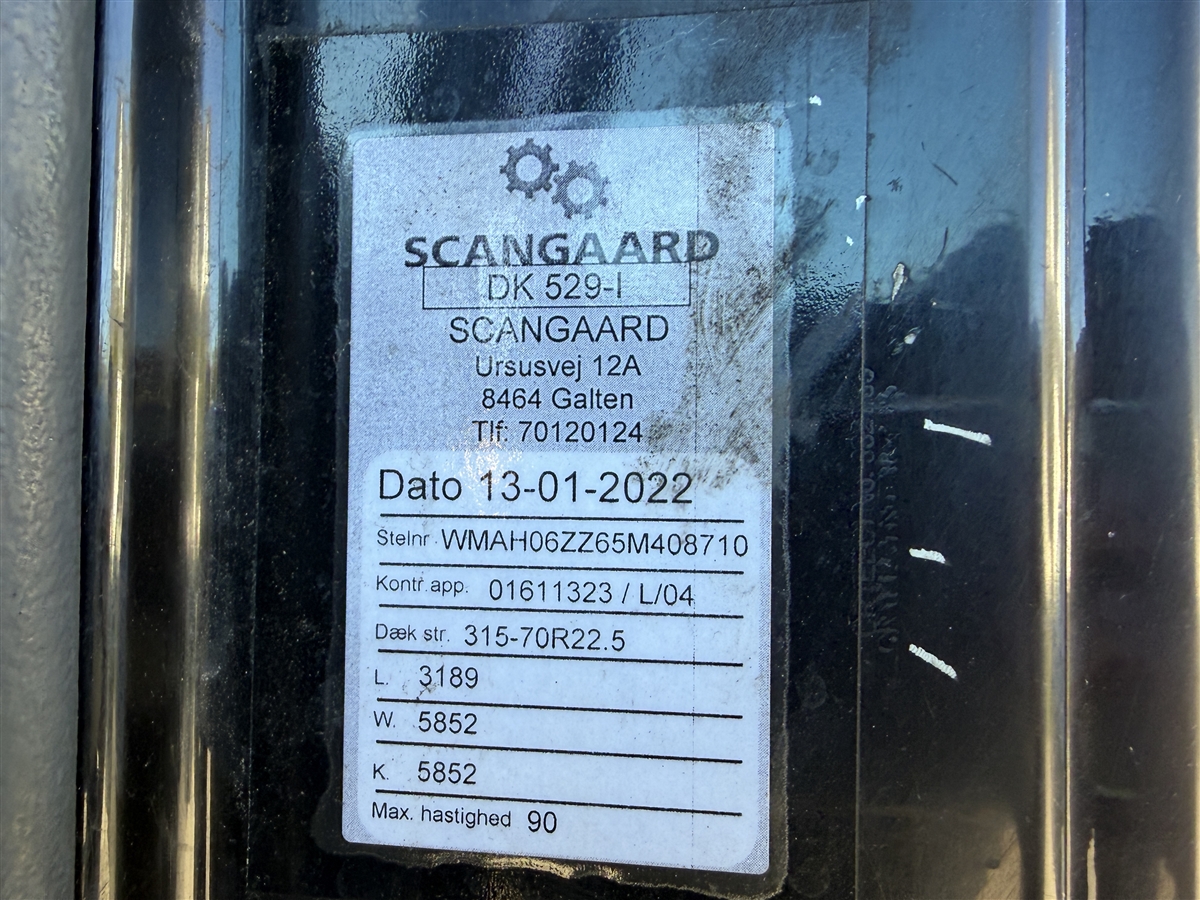 SCANGAARD
DK 529-I
SCANGAARD
Ursusvej 12A
8464 Galten
Tlf: 70120124
Dato 13-01-2022
Stelnr. WMAH06ZZ65M408710
Kontr. app. 01611323 / L/04
Dæk str. 315-70R22.5
L. 3189
W. 5852
K. 5852
Max. hastighed 90